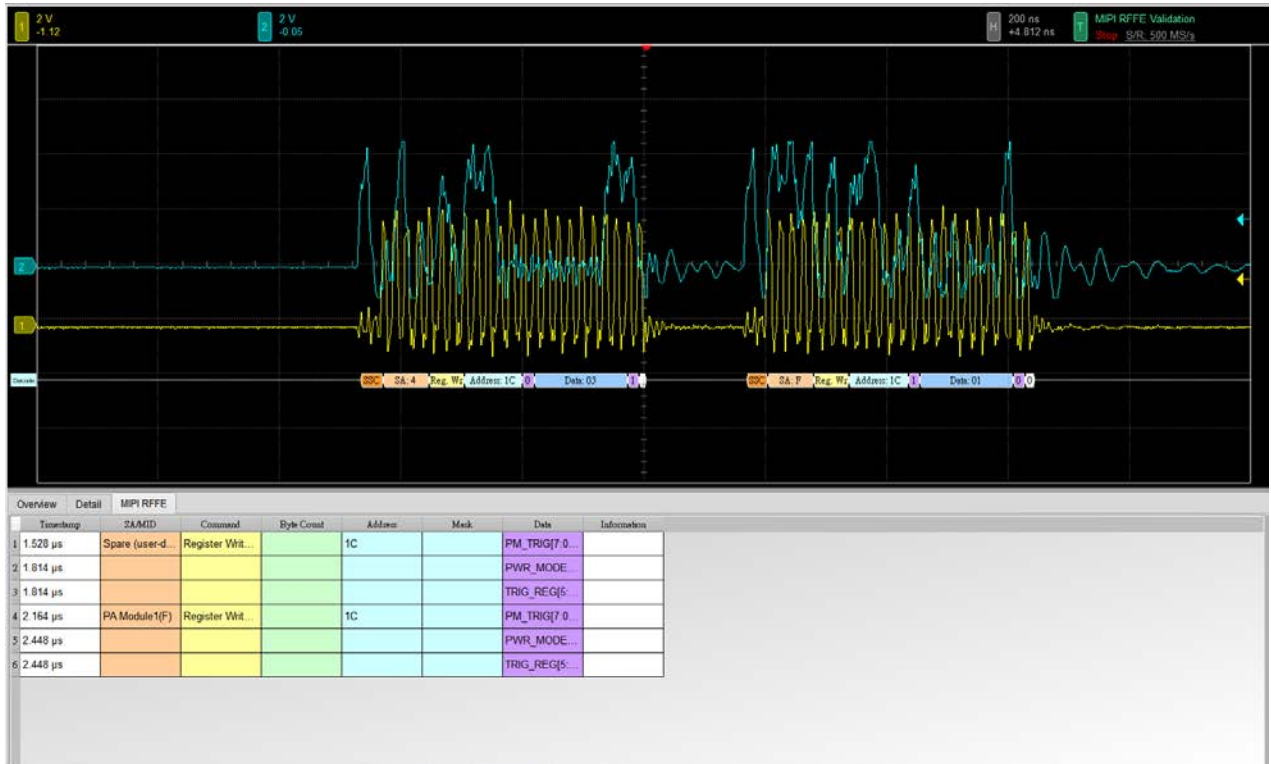 1 2 V -1.12 2 2 V -0.05 H 200 ns +4.812 ns T MIPI RFFE Validation Stop S/R: 500 MS/s
2
1
Decode SSC SA: 4 Reg. Wr Address: 1C 0 Data: 03 1 SSC SA: F Reg. Wr Address: 1C 1 Data: 01 0 0
Overview Detail MIPI RFFE
Timestamp SA/MID Command Byte Count Address Mask Data Information
1 1.528 µs Spare (user-d... Register Writ... 1C PM_TRIG[7:0...
2 1.814 µs PWR_MODE...
3 1.814 µs TRIG_REG[5:...
4 2.164 µs PA Module1(F) Register Writ... 1C PM_TRIG[7:0...
5 2.448 µs PWR_MODE...
6 2.448 µs TRIG_REG[5:...